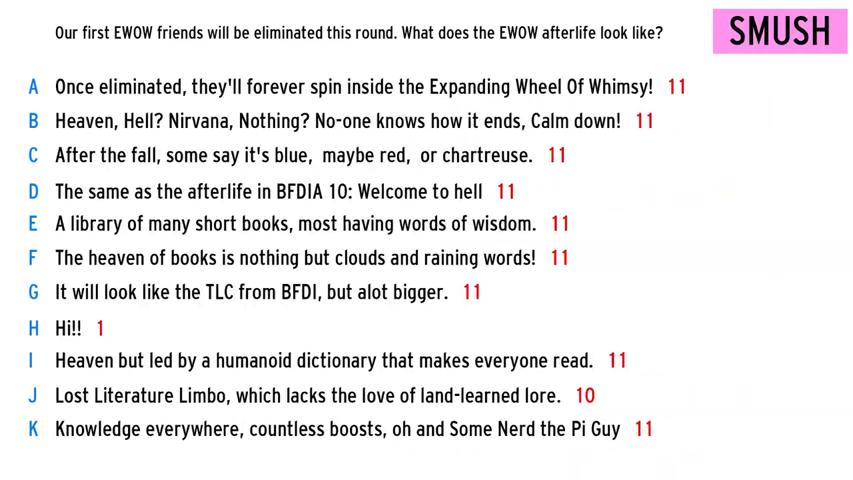 Our first EWOW friends will be eliminated this round. What does the EWOW afterlife look like?
SMUSH
A Once eliminated, they'll forever spin inside the Expanding Wheel Of Whimsy! 11
B Heaven, Hell? Nirvana, Nothing? No-one knows how it ends, Calm down! 11
C After the fall, some say it's blue, maybe red, or chartreuse. 11
D The same as the afterlife in BFDIA 10: Welcome to hell 11
E A library of many short books, most having words of wisdom. 11
F The heaven of books is nothing but clouds and raining words! 11
G It will look like the TLC from BFDI, but alot bigger. 11
H Hi!! 1
I Heaven but led by a humanoid dictionary that makes everyone read. 11
J Lost Literature Limbo, which lacks the love of land-learned lore. 10
K Knowledge everywhere, countless boosts, oh and Some Nerd the Pi Guy 11